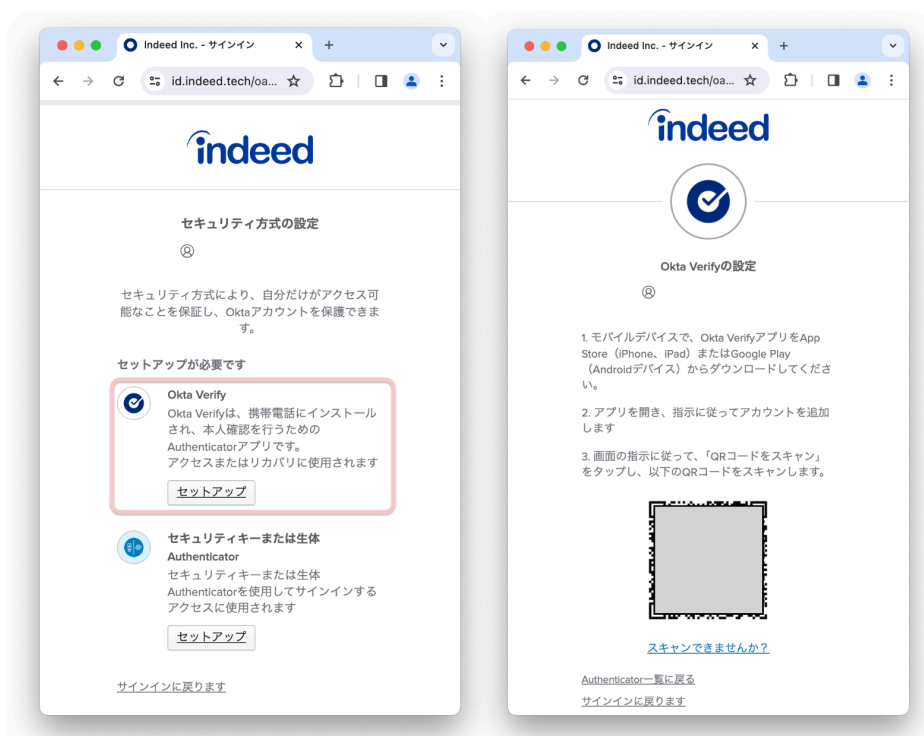 Indeed Inc. - サインイン
id.indeed.tech/oa...
indeed
セキュリティ方式の設定
セキュリティ方式により、自分だけがアクセス可
能なことを保証し、Oktaアカウントを保護できま
す。
セットアップが必要です
Okta Verify
Okta Verifyは、携帯電話にインストール
され、本人確認を行うための
Authenticatorアプリです。
アクセスまたはリカバリに使用されます
セットアップ
セキュリティキーまたは生体
Authenticator
セキュリティキーまたは生体
Authenticatorを使用してサインインする
アクセスに使用されます
セットアップ
サインインに戻ります
Indeed Inc. - サインイン
id.indeed.tech/oa...
indeed
Okta Verifyの設定
1. モバイルデバイスで、Okta VerifyアプリをApp
Store（iPhone、iPad）またはGoogle Play
（Androidデバイス）からダウンロードしてくださ
い。
2. アプリを開き、指示に従ってアカウントを追加
します
3. 画面の指示に従って、「QRコードをスキャン」
をタップし、以下のQRコードをスキャンします。
スキャンできませんか？
Authenticator一覧に戻る
サインインに戻ります